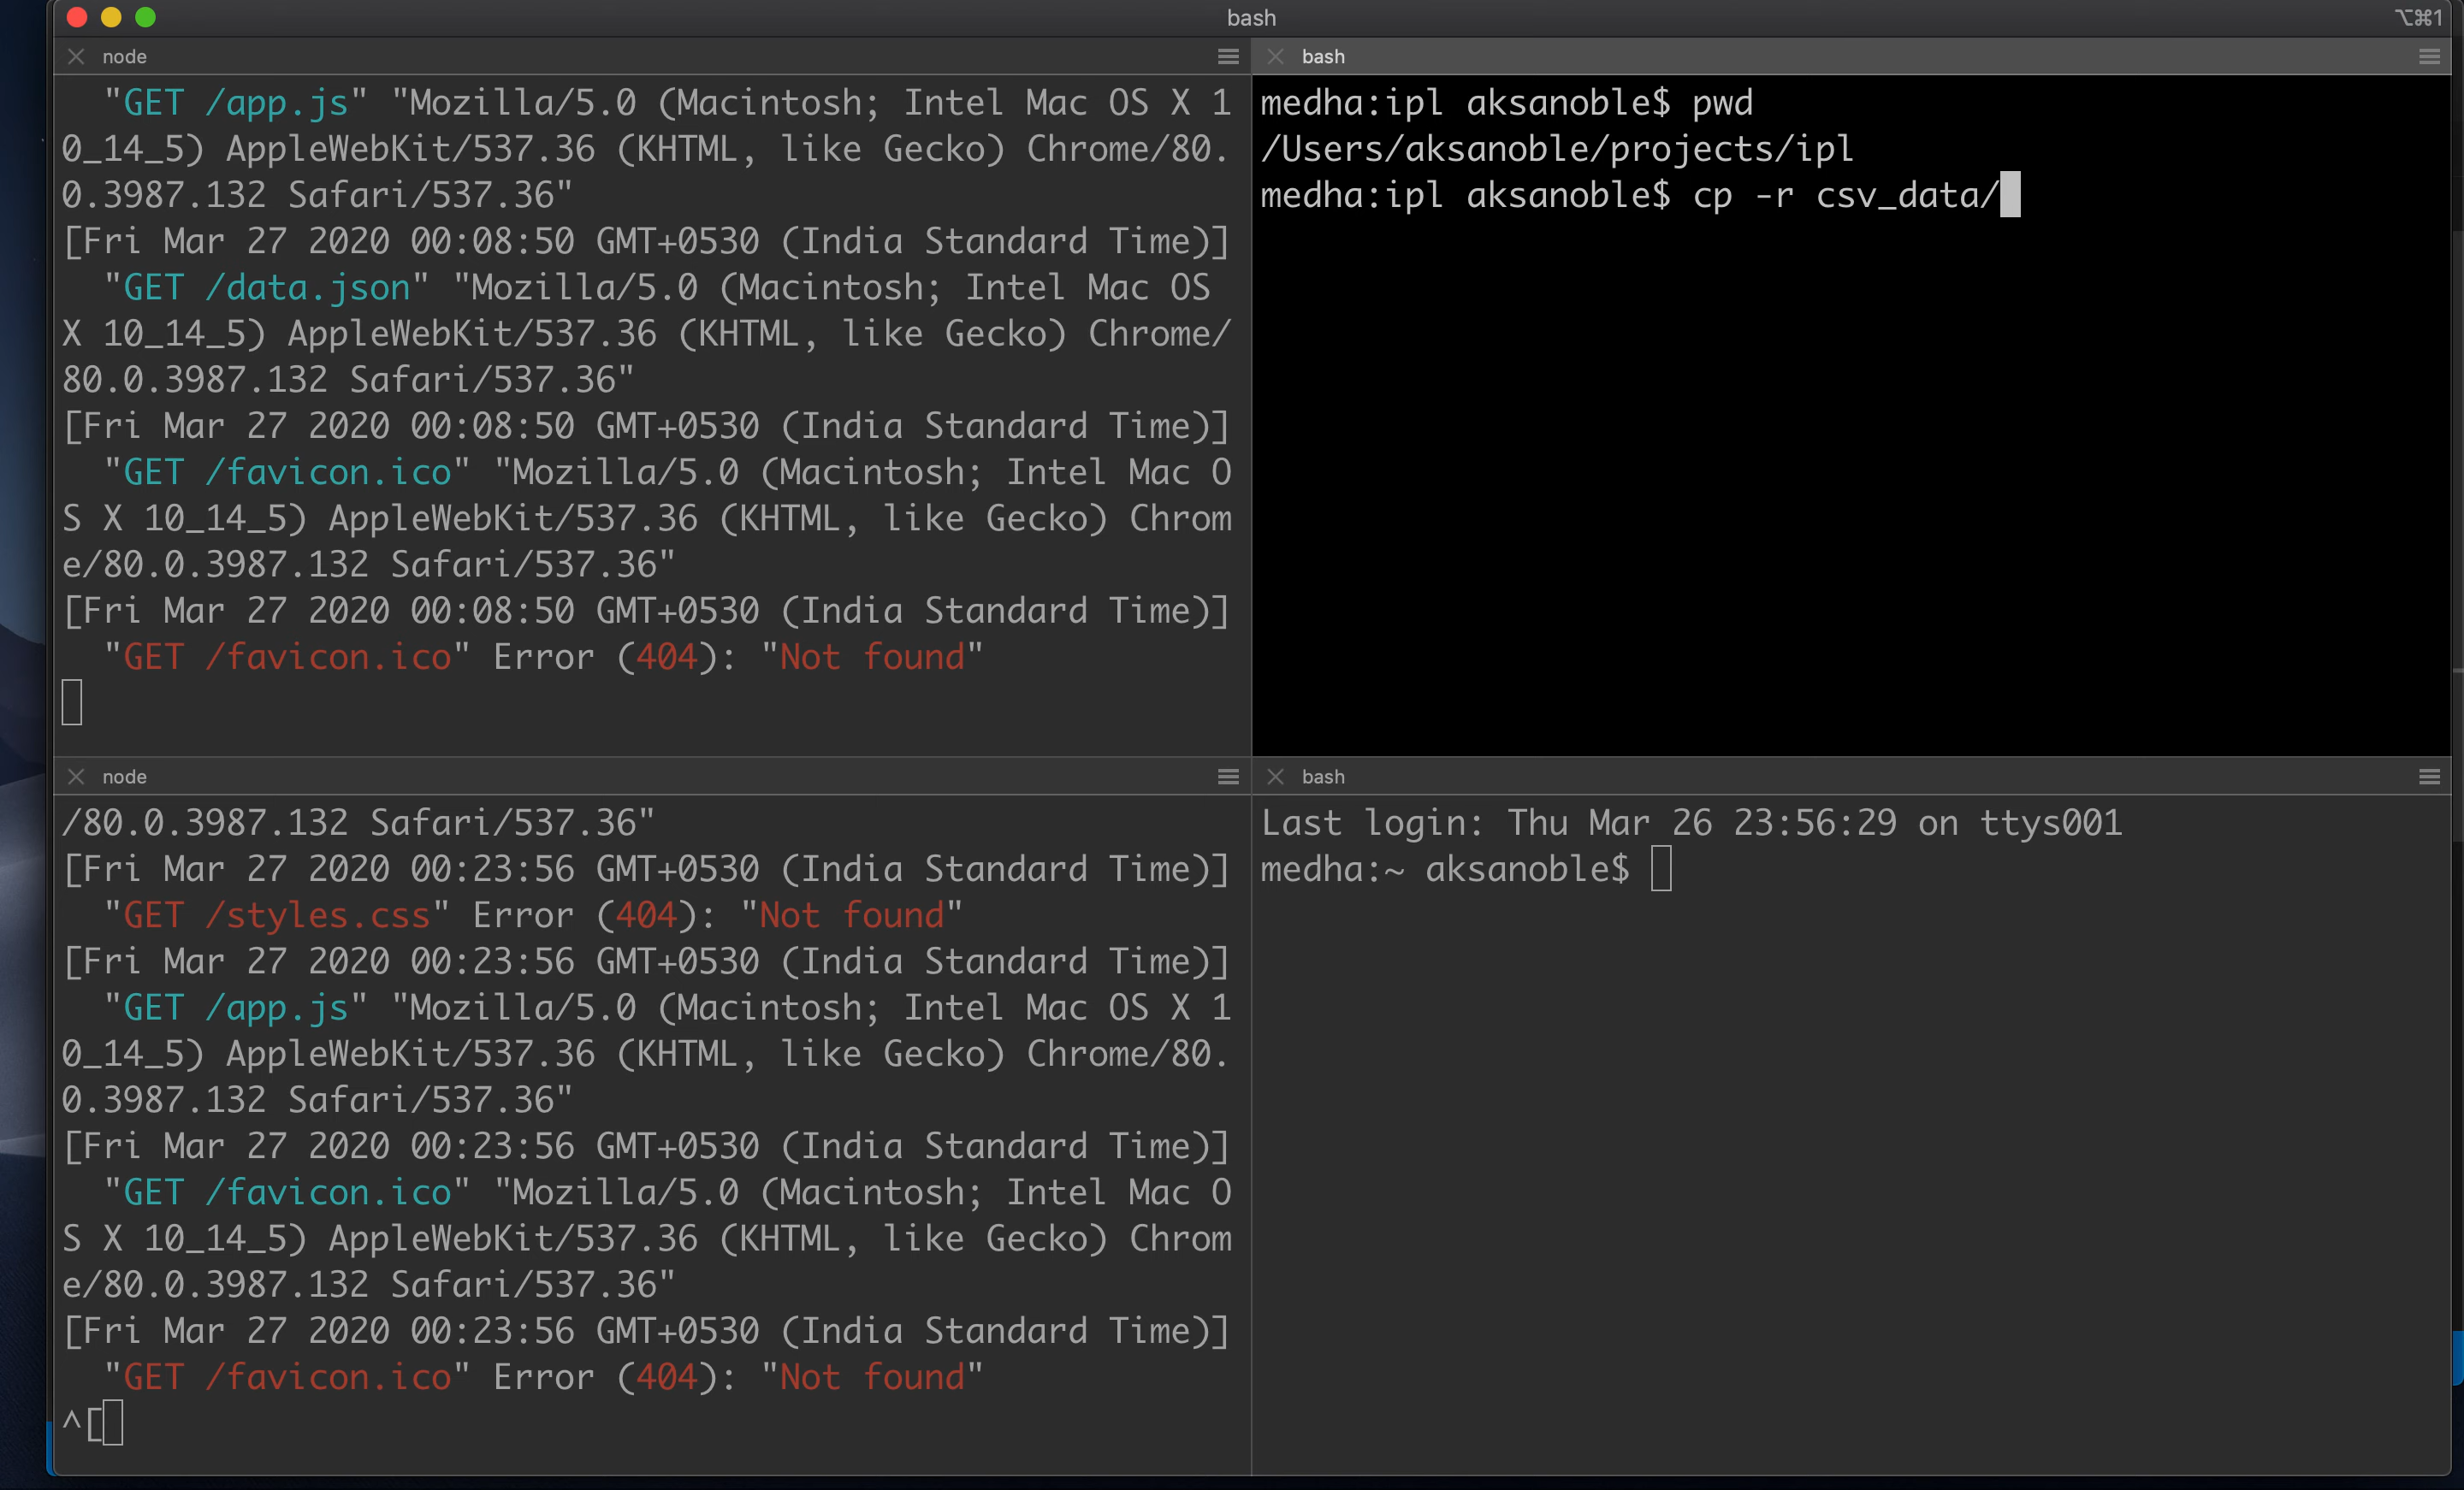 bash
⌥⌘1
node
"GET /app.js" "Mozilla/5.0 (Macintosh; Intel Mac OS X 1
0_14_5) AppleWebKit/537.36 (KHTML, like Gecko) Chrome/80.
0.3987.132 Safari/537.36"
[Fri Mar 27 2020 00:08:50 GMT+0530 (India Standard Time)]
"GET /data.json" "Mozilla/5.0 (Macintosh; Intel Mac OS
X 10_14_5) AppleWebKit/537.36 (KHTML, like Gecko) Chrome/
80.0.3987.132 Safari/537.36"
[Fri Mar 27 2020 00:08:50 GMT+0530 (India Standard Time)]
"GET /favicon.ico" "Mozilla/5.0 (Macintosh; Intel Mac O
S X 10_14_5) AppleWebKit/537.36 (KHTML, like Gecko) Chrom
e/80.0.3987.132 Safari/537.36"
[Fri Mar 27 2020 00:08:50 GMT+0530 (India Standard Time)]
"GET /favicon.ico" Error (404): "Not found"
bash
medha:ipl aksanoble$ pwd
/Users/aksanoble/projects/ipl
medha:ipl aksanoble$ cp -r csv_data/
node
/80.0.3987.132 Safari/537.36"
[Fri Mar 27 2020 00:23:56 GMT+0530 (India Standard Time)]
"GET /styles.css" Error (404): "Not found"
[Fri Mar 27 2020 00:23:56 GMT+0530 (India Standard Time)]
"GET /app.js" "Mozilla/5.0 (Macintosh; Intel Mac OS X 1
0_14_5) AppleWebKit/537.36 (KHTML, like Gecko) Chrome/80.
0.3987.132 Safari/537.36"
[Fri Mar 27 2020 00:23:56 GMT+0530 (India Standard Time)]
"GET /favicon.ico" "Mozilla/5.0 (Macintosh; Intel Mac O
S X 10_14_5) AppleWebKit/537.36 (KHTML, like Gecko) Chrom
e/80.0.3987.132 Safari/537.36"
[Fri Mar 27 2020 00:23:56 GMT+0530 (India Standard Time)]
"GET /favicon.ico" Error (404): "Not found"
^[
bash
Last login: Thu Mar 26 23:56:29 on ttys001
medha:~ aksanoble$